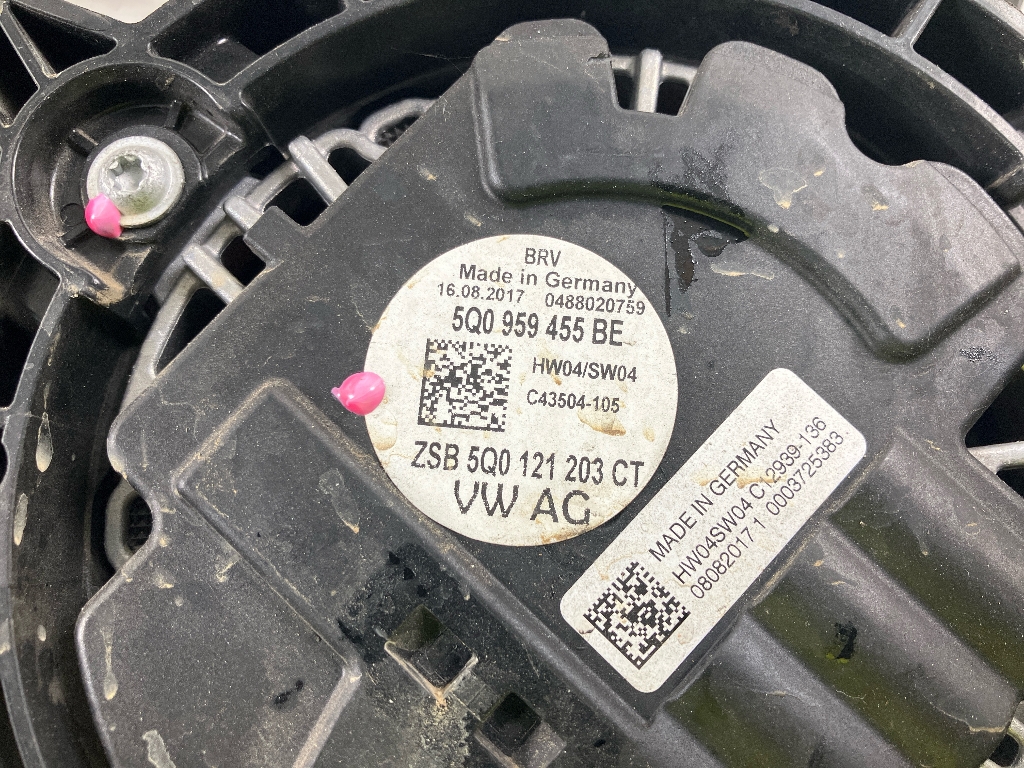 BRV
Made in Germany
16.08.2017 0488020759
5Q0 959 455 BE
HW04/SW04
C43504-105
ZSB 5Q0 121 203 CT
VW AG
MADE IN GERMANY
HW04SW04 C 2989-136
08082017 1 0003725383